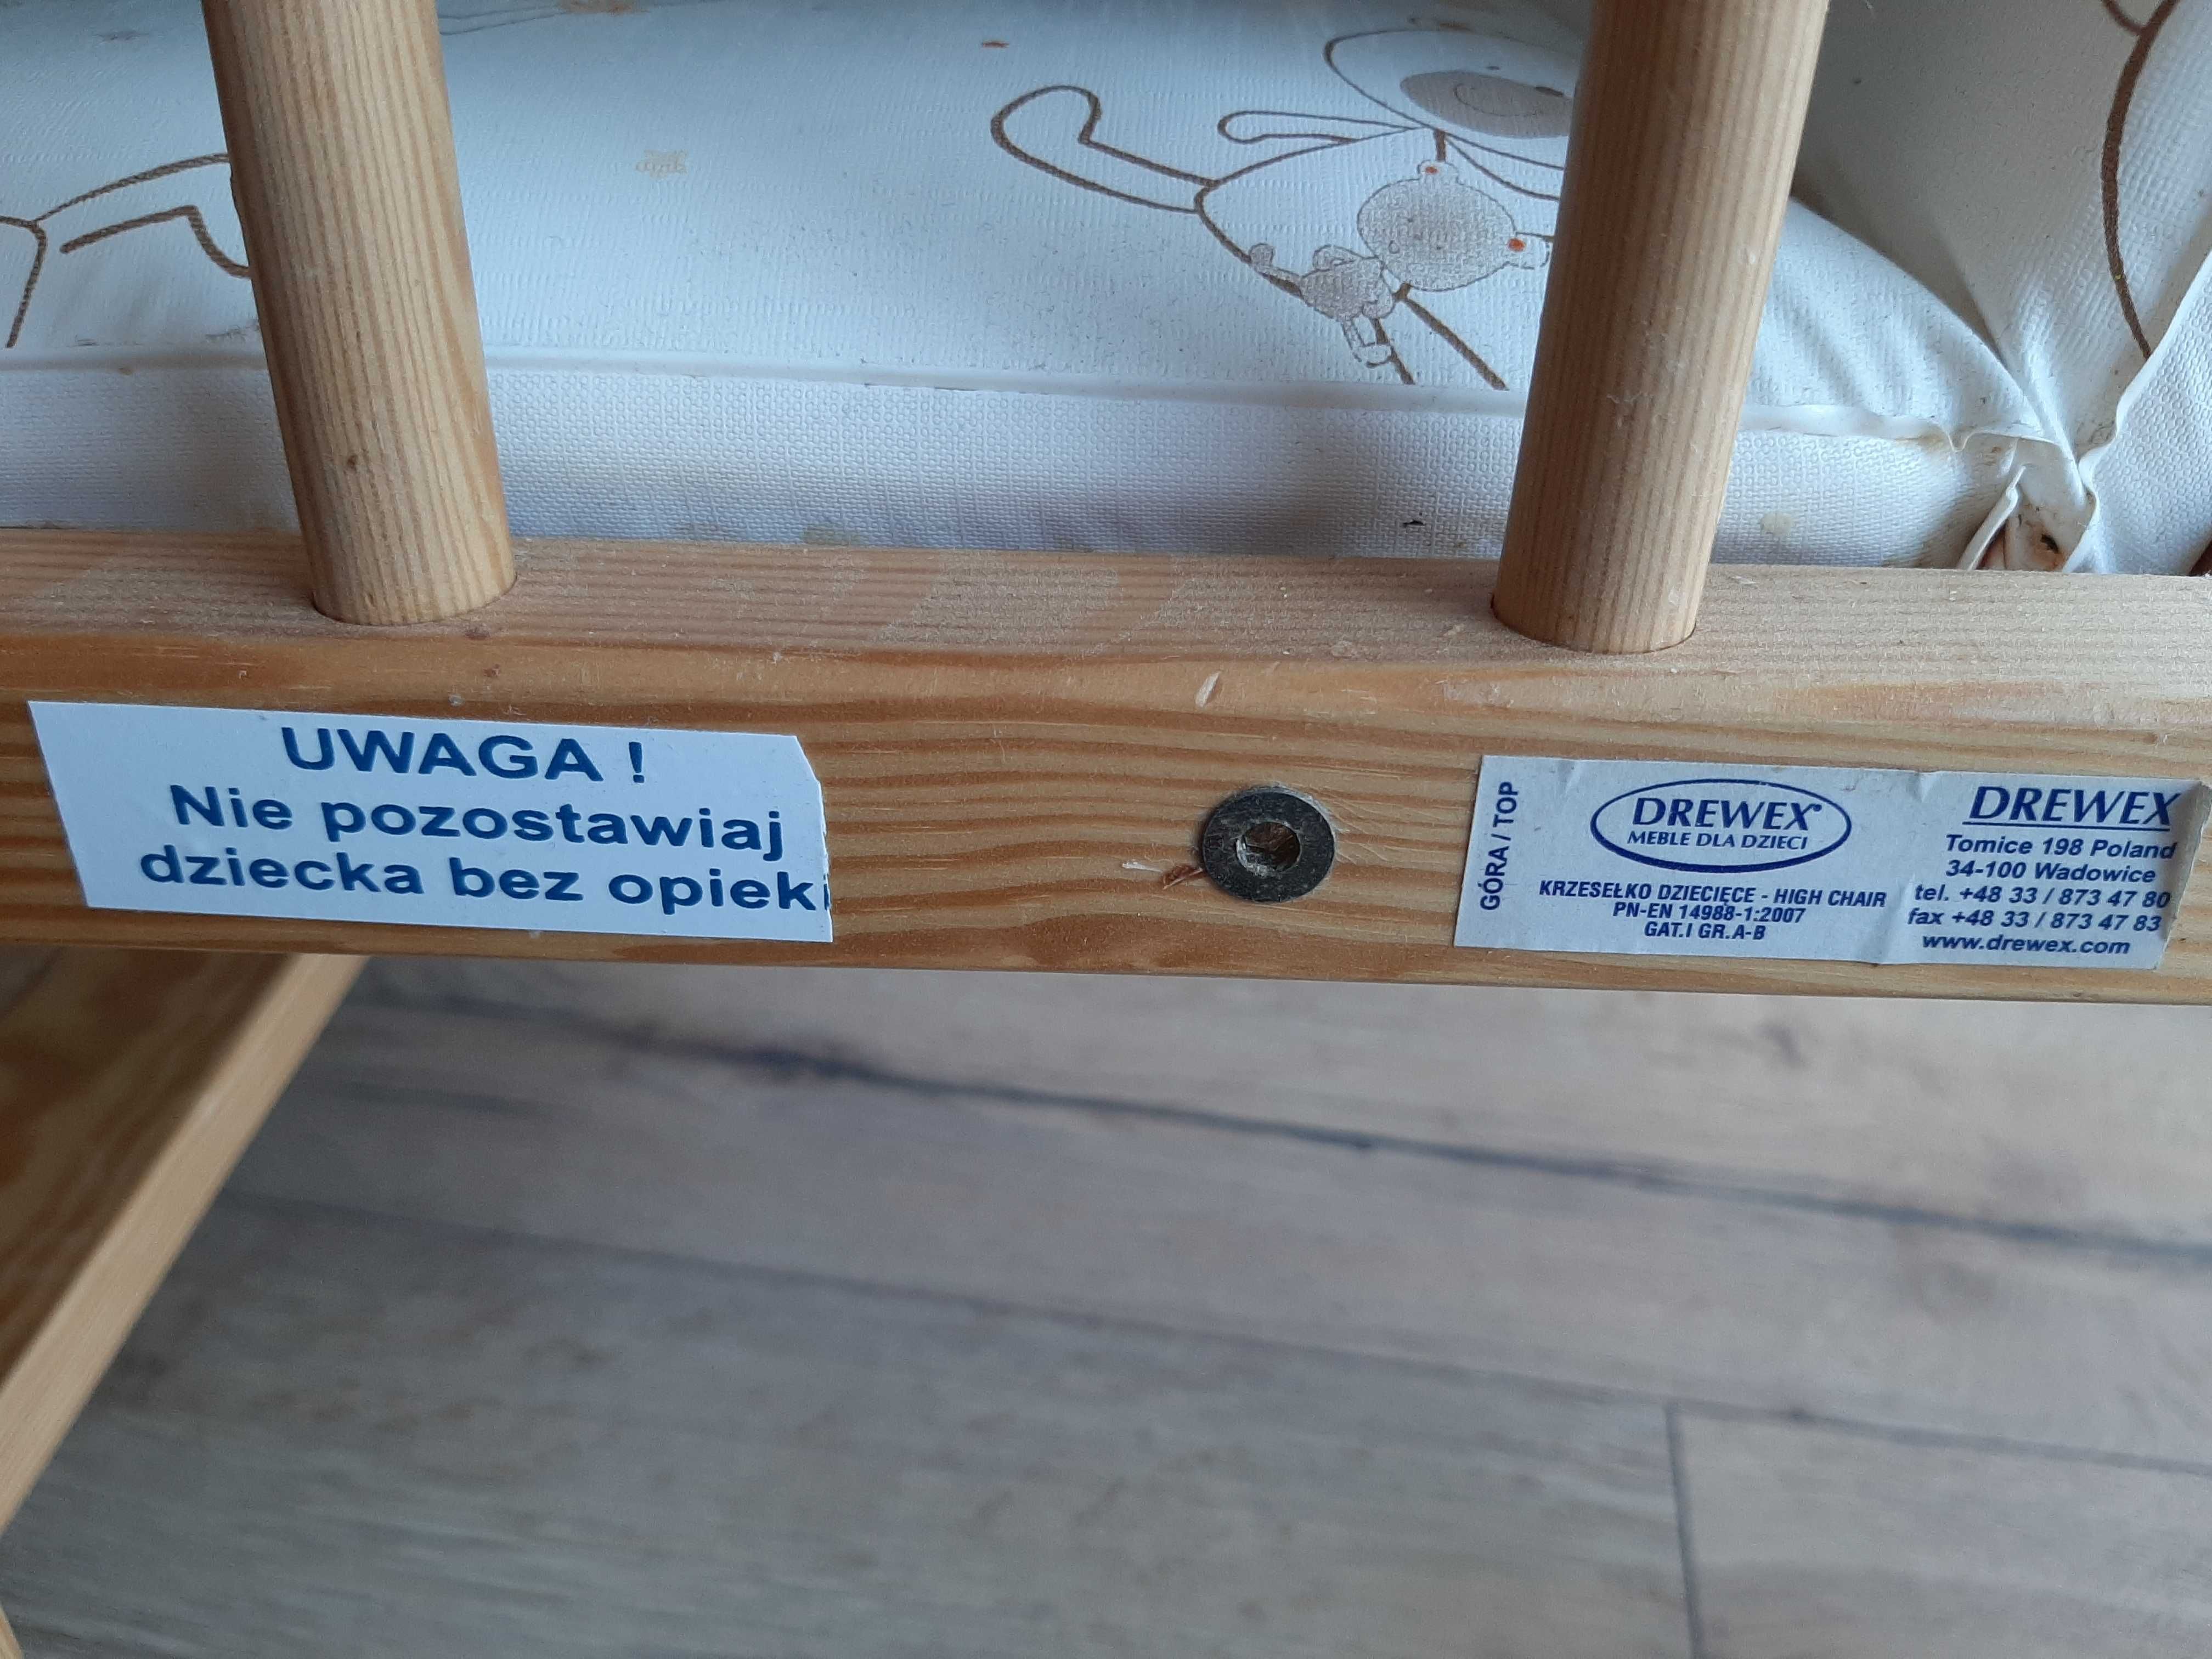 UWAGA !
Nie pozostawiaj
dziecka bez opieki
GÓRA / TOP
DREWEX®
MEBLE DLA DZIECI
KRZESEŁKO DZIECIĘCE - HIGH CHAIR
PN-EN 14988-1:2007
GAT.I GR.A-B
DREWEX
Tomice 198 Poland
34-100 Wadowice
tel. +48 33 / 873 47 80
fax +48 33 / 873 47 83
www.drewex.com